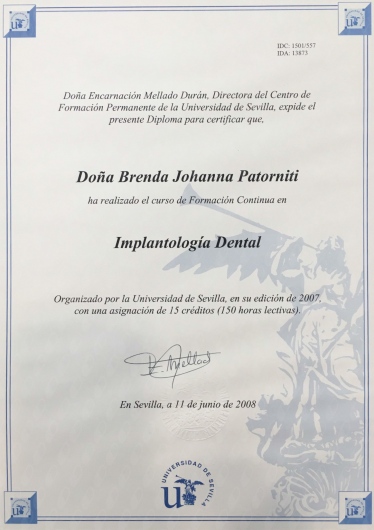 IDC: 1501/557
IDA: 13873
Doña Encarnación Mellado Durán, Directora del Centro de
Formación Permanente de la Universidad de Sevilla, expide el
presente Diploma para certificar que,
Doña Brenda Johanna Patorniti
ha realizado el curso de Formación Continua en
Implantología Dental
Organizado por la Universidad de Sevilla, en su edición de 2007,
con una asignación de 15 créditos (150 horas lectivas).
E. Mellado
En Sevilla, a 11 de junio de 2008
UNIVERSIDAD DE SEVILLA